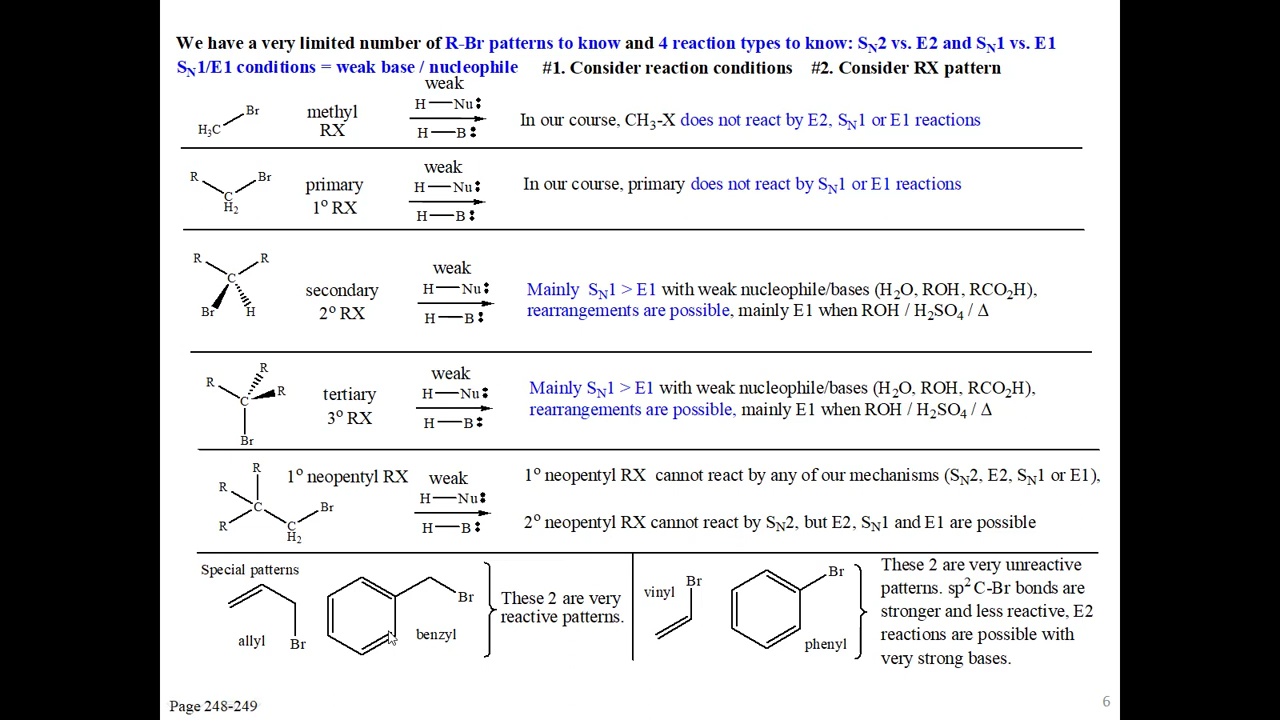 We have a very limited number of R-Br patterns to know and 4 reaction types to know: SN2 vs. E2 and SN1 vs. E1
SN1/E1 conditions = weak base / nucleophile #1. Consider reaction conditions #2. Consider RX pattern
H3C Br
methyl
RX
weak
H Nu:
H B:
In our course, CH3-X does not react by E2, SN1 or E1 reactions
R Br
C
H2
primary
1o RX
weak
H Nu:
H B:
In our course, primary does not react by SN1 or E1 reactions
R R
C
Br H
secondary
2o RX
weak
H Nu:
H B:
Mainly SN1 > E1 with weak nucleophile/bases (H2O, ROH, RCO2H),
rearrangements are possible, mainly E1 when ROH / H2SO4 / Δ
R
R R
C
Br
tertiary
3o RX
weak
H Nu:
H B:
Mainly SN1 > E1 with weak nucleophile/bases (H2O, ROH, RCO2H),
rearrangements are possible, mainly E1 when ROH / H2SO4 / Δ
R
R
C Br
R
C
H2
1o neopentyl RX
weak
H Nu:
H B:
1o neopentyl RX cannot react by any of our mechanisms (SN2, E2, SN1 or E1),
2o neopentyl RX cannot react by SN2, but E2, SN1 and E1 are possible
Special patterns
allyl Br
Br
benzyl
These 2 are very
reactive patterns.
vinyl Br
Br
phenyl
These 2 are very unreactive
patterns. sp2 C-Br bonds are
stronger and less reactive, E2
reactions are possible with
very strong bases.
Page 248-249
6